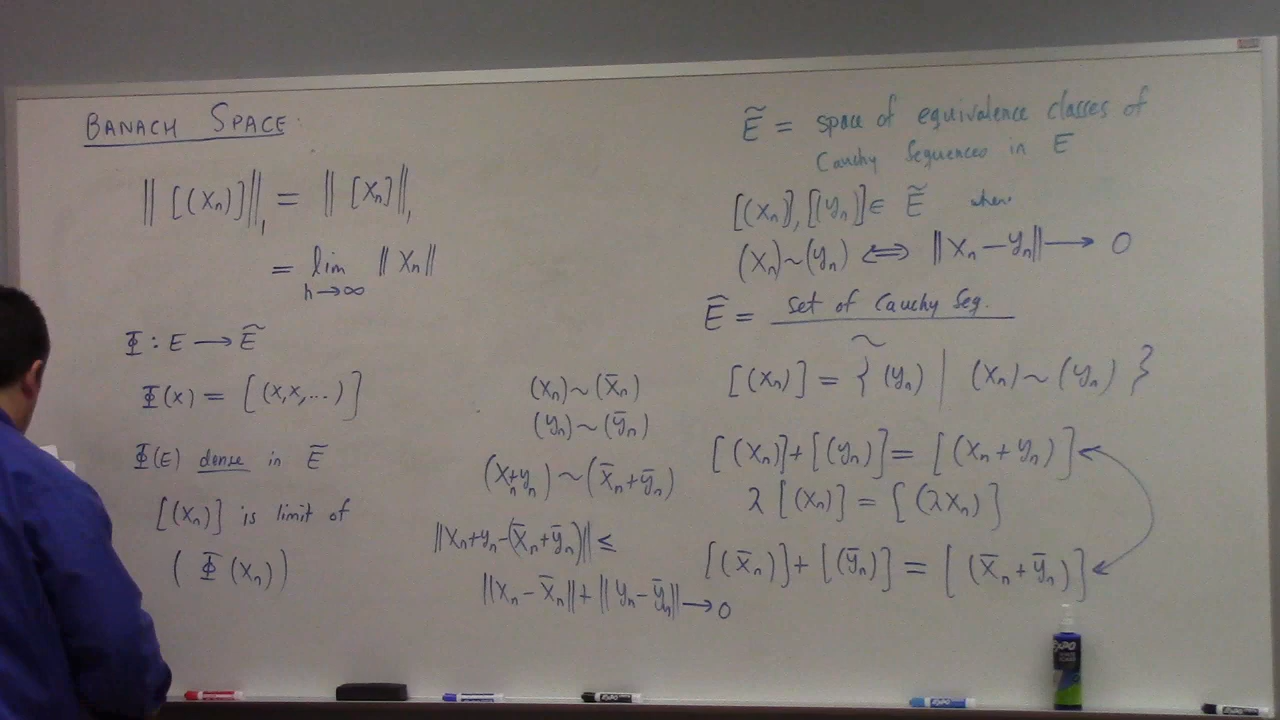 BANACH SPACE:
‖[(xₙ)]‖₁ = ‖[xₙ]‖₁
= lim ‖xₙ‖
n→∞
Φ : E → Ẽ
Φ(x) = [(x,x,...)]
Φ(E) dense in Ẽ
[(xₙ)] is limit of
(Φ(xₙ))
(xₙ)~(x̄ₙ)
(yₙ)~(ȳₙ)
(xₙ+yₙ)~(x̄ₙ+ȳₙ)
‖xₙ+yₙ-(x̄ₙ+ȳₙ)‖ ≤
‖xₙ-x̄ₙ‖+‖yₙ-ȳₙ‖→0
Ẽ = space of equivalence classes of
Cauchy Sequences in E
[(xₙ)], [(yₙ)] ∈ Ẽ where
(xₙ)~(yₙ) ⇔ ‖xₙ-yₙ‖ → 0
Ẽ = set of Cauchy Seq.
~
[(xₙ)] = { (yₙ) | (xₙ)~(yₙ) }
[(xₙ)]+[(yₙ)] = [(xₙ+yₙ)]
λ[(xₙ)] = [(λxₙ)]
[(x̄ₙ)]+[(ȳₙ)] = [(x̄ₙ+ȳₙ)]
EXPO